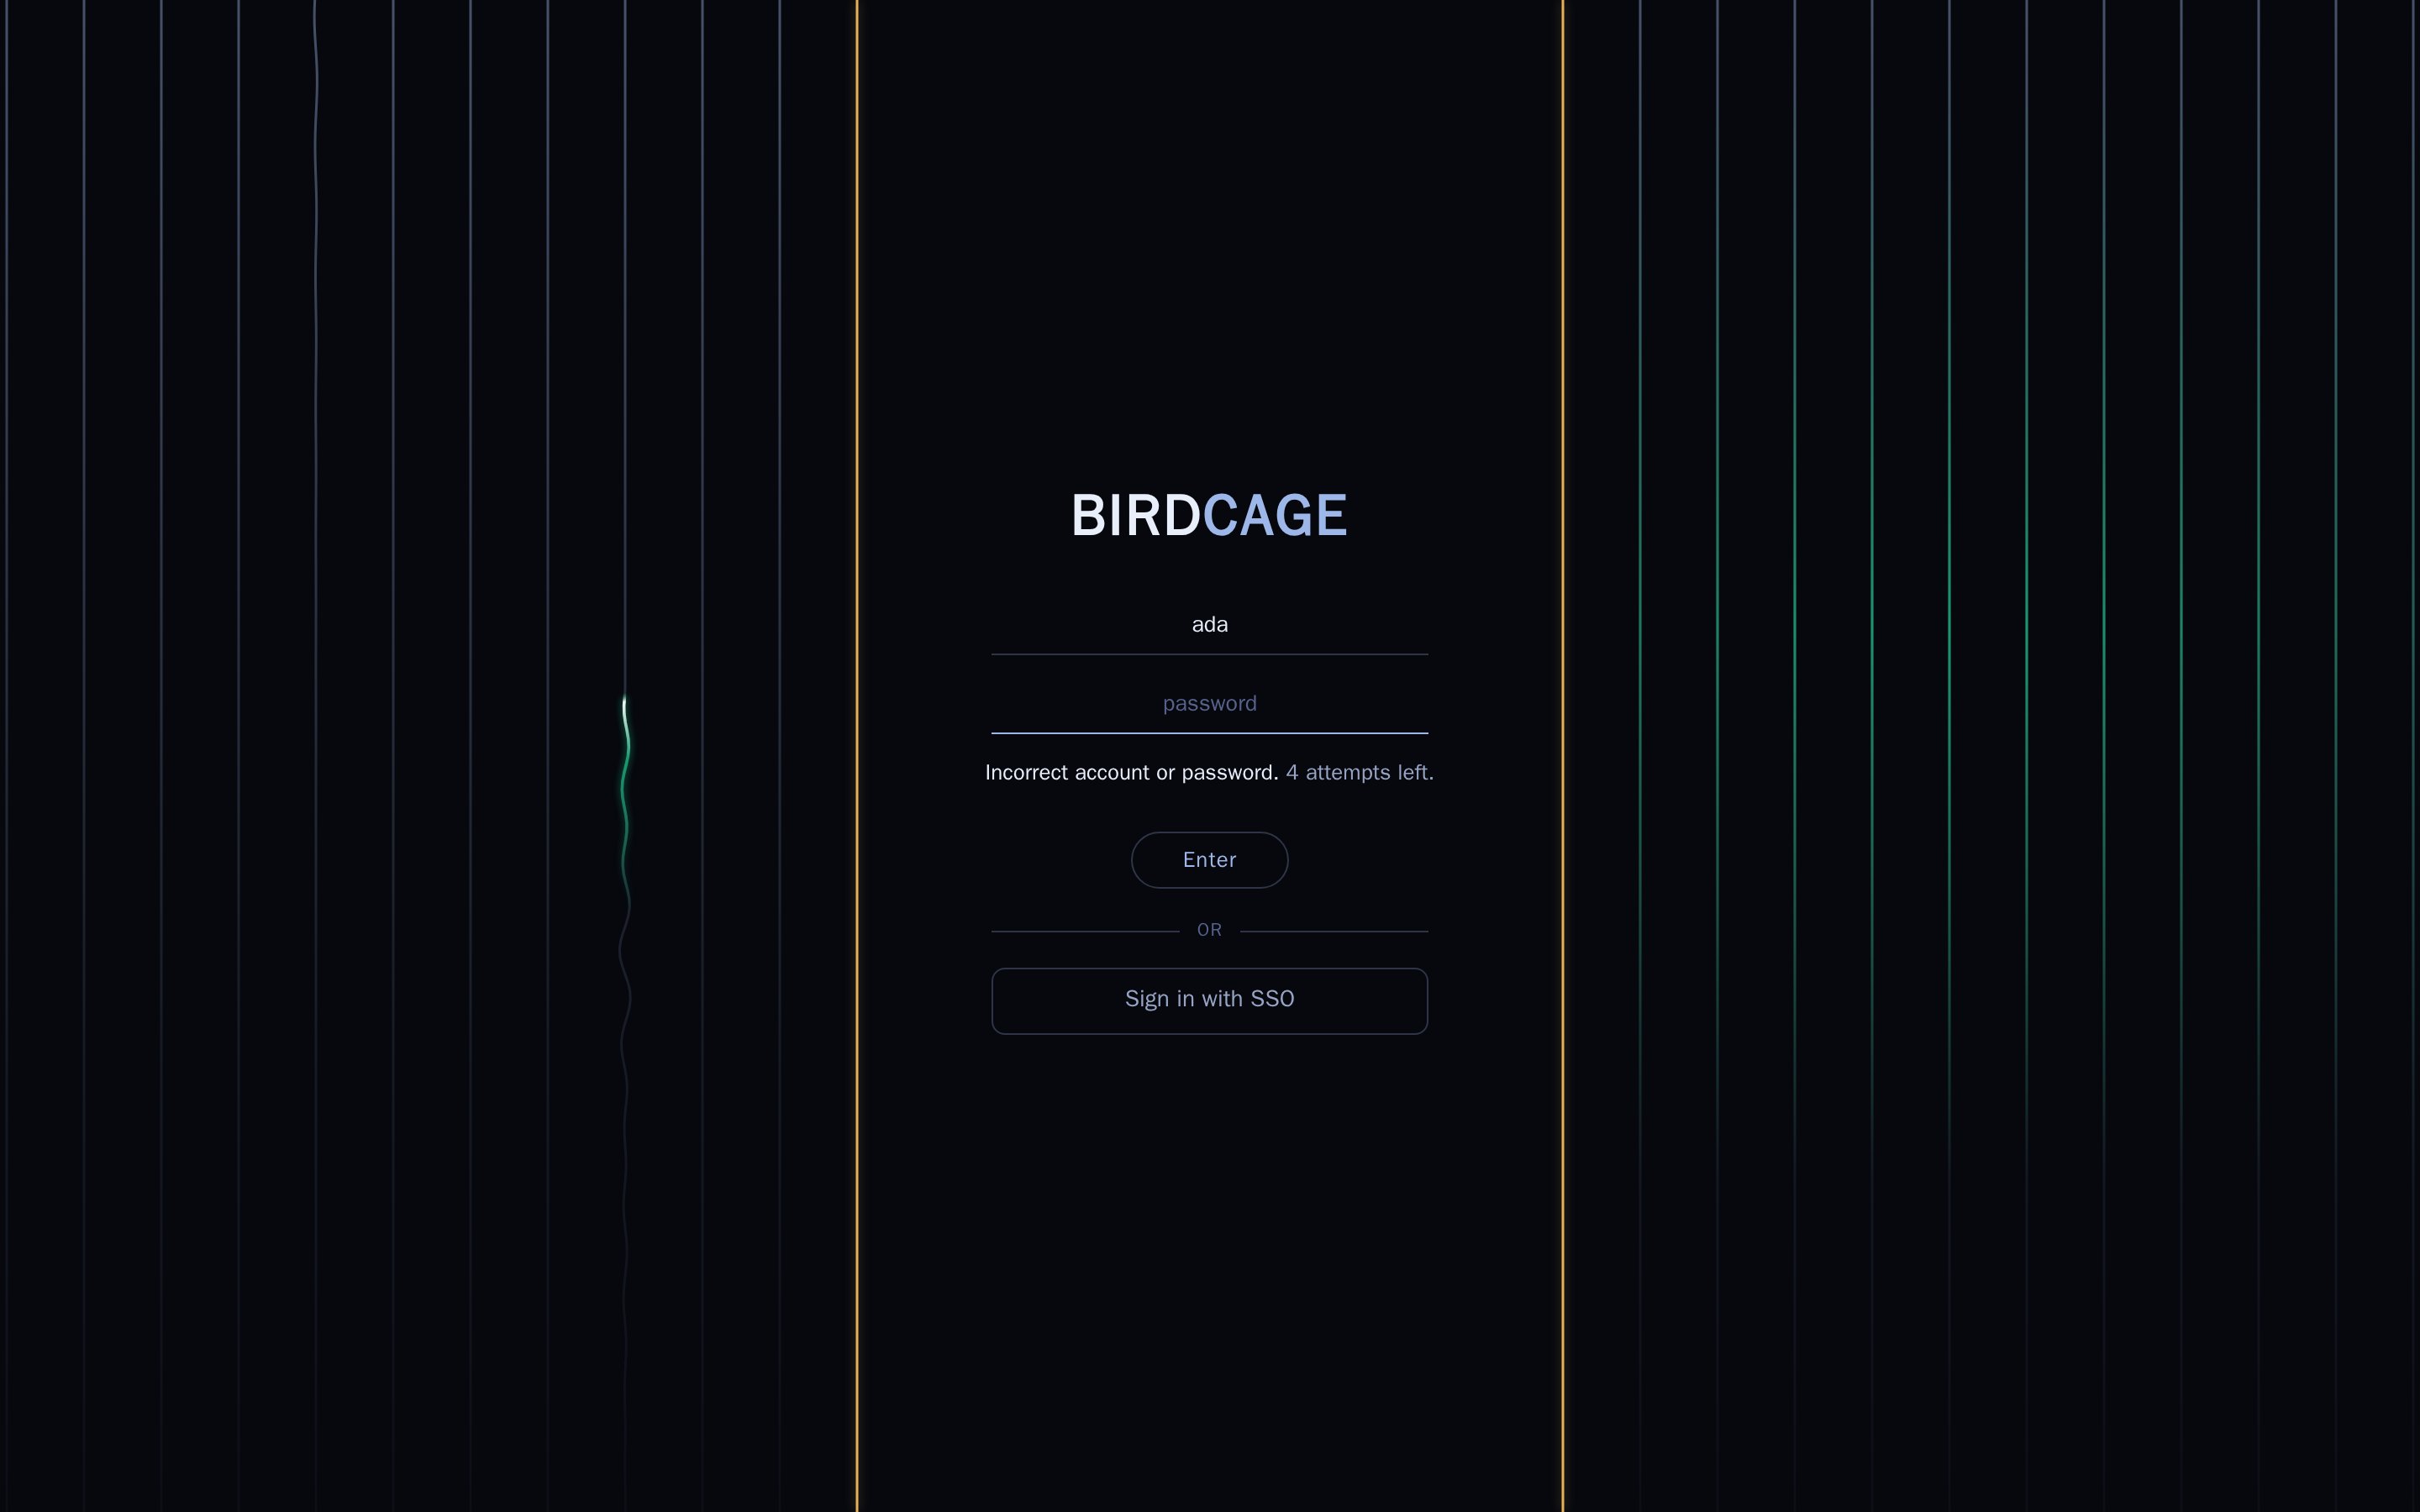 BIRDCAGE
ada
password
Incorrect account or password. 4 attempts left.
Enter
OR
Sign in with SSO